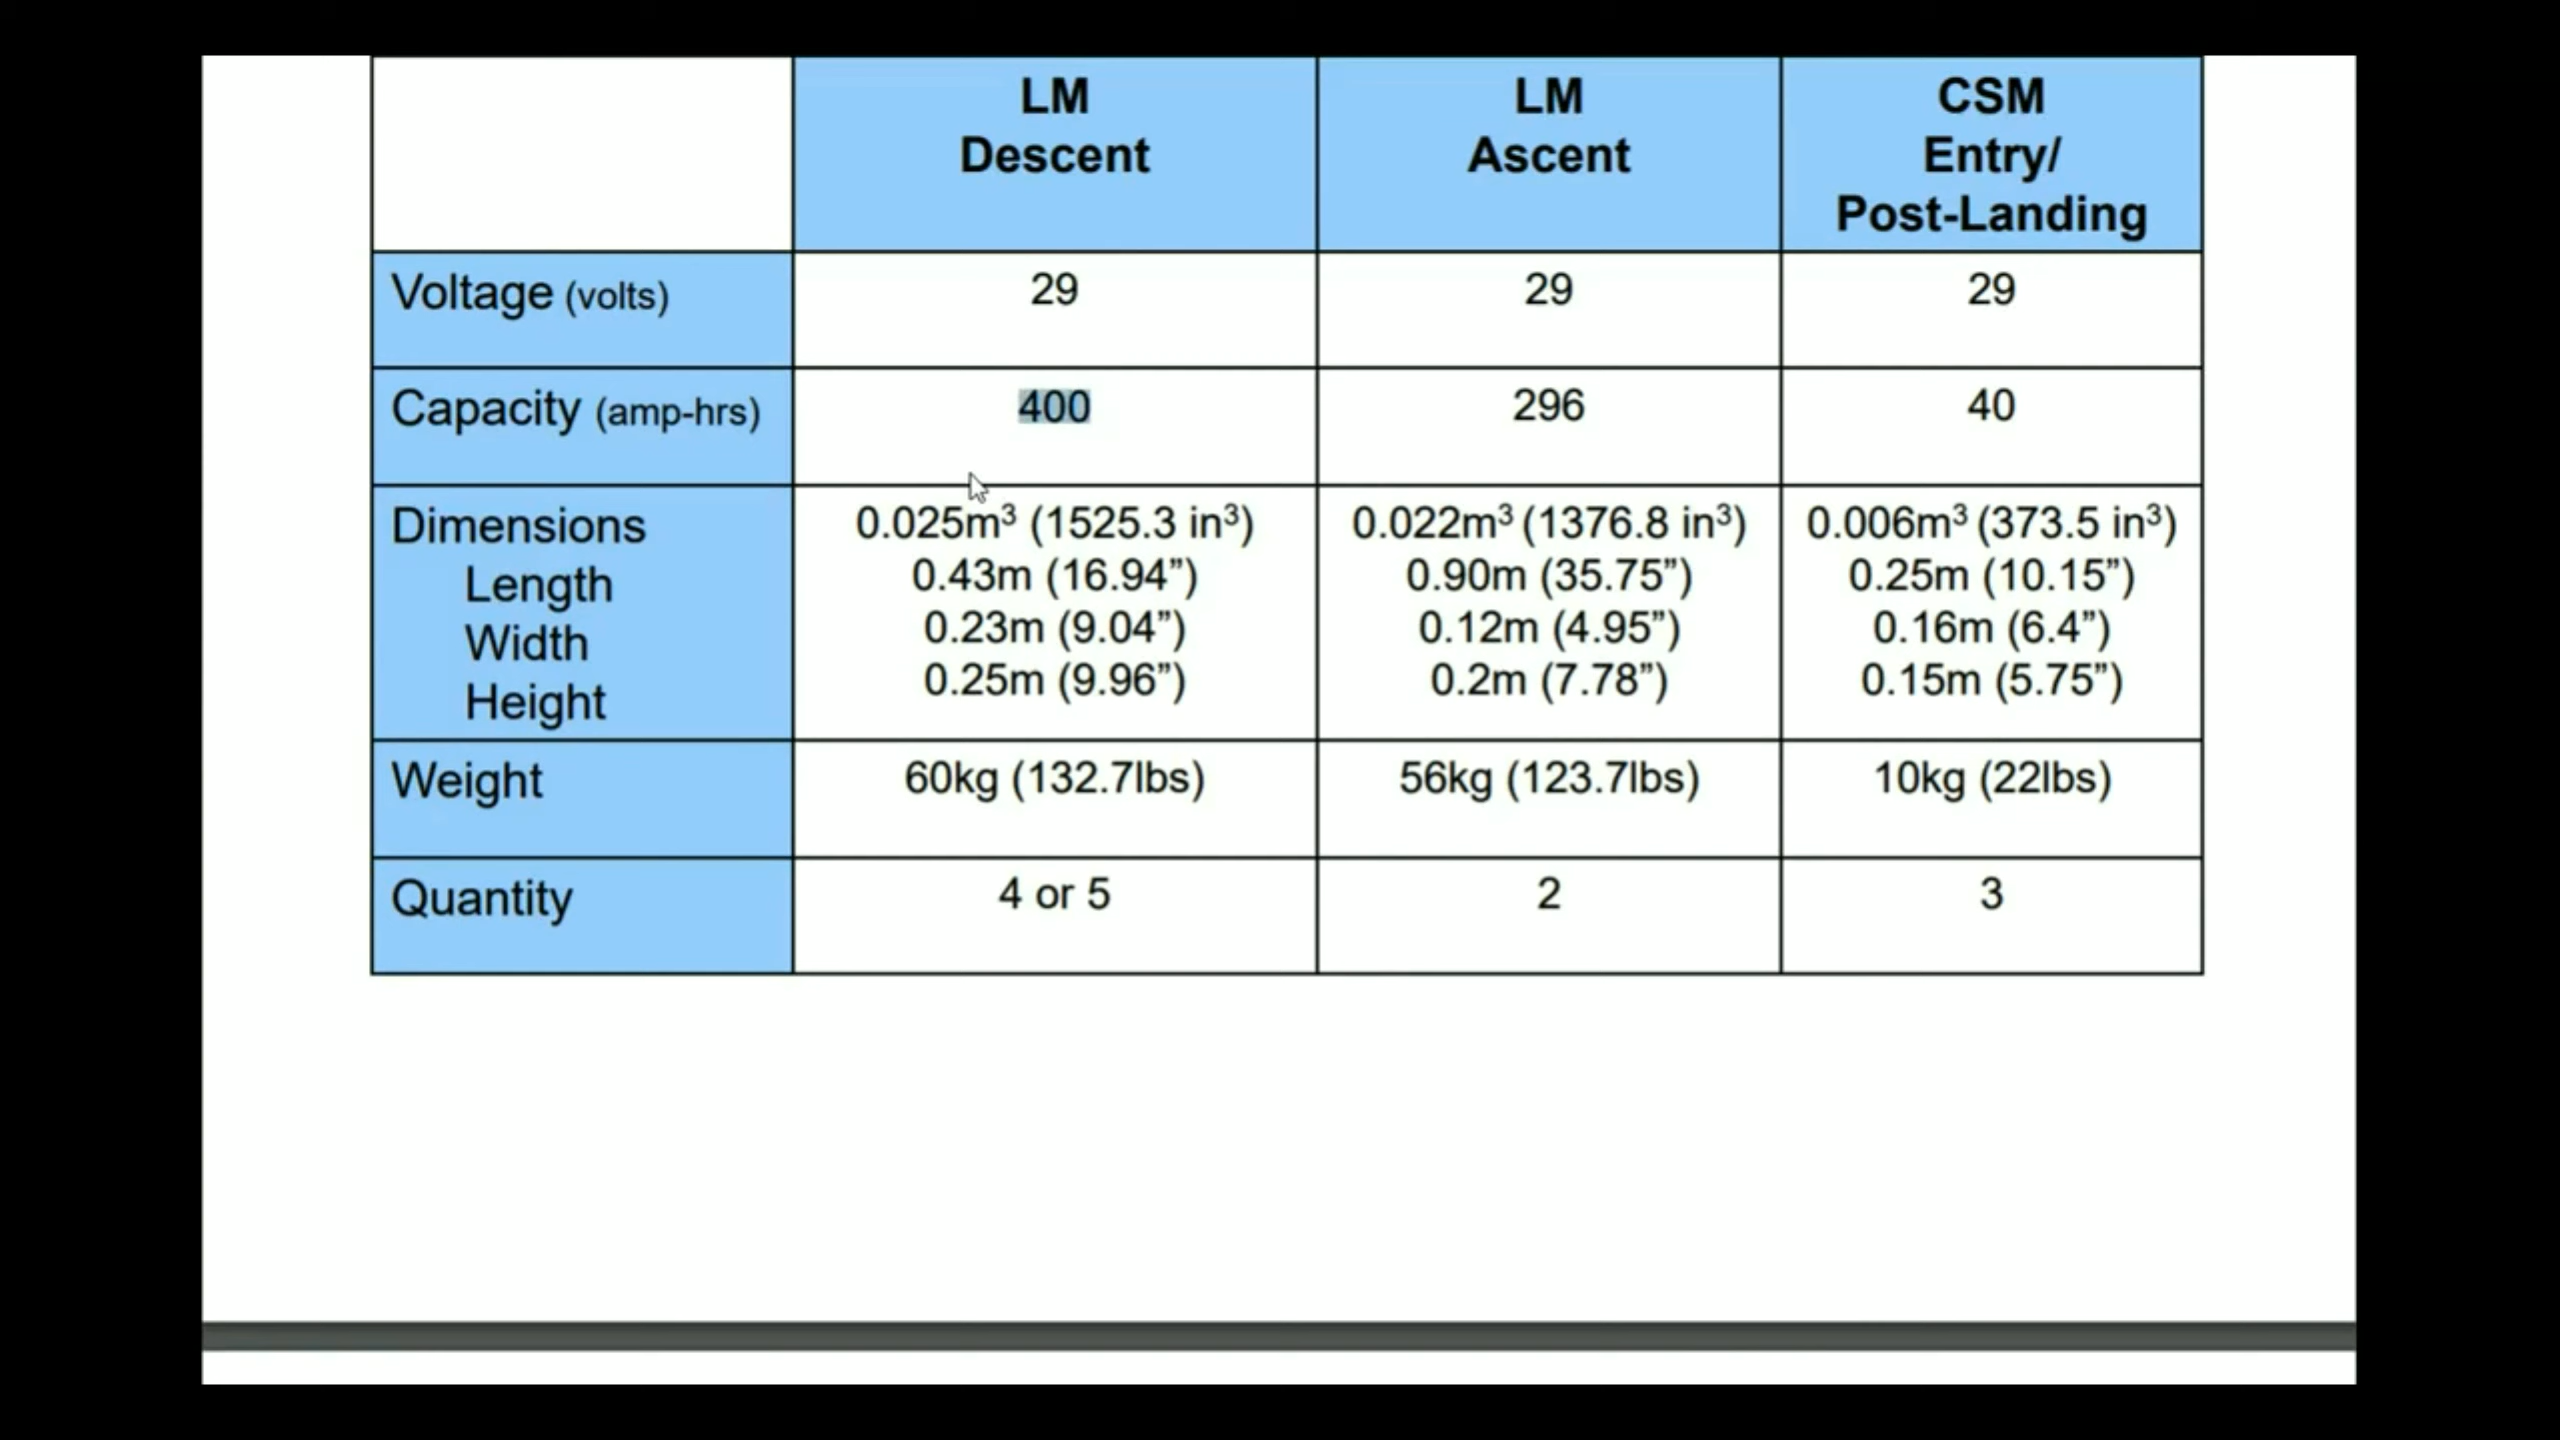 LM
Descent
LM
Ascent
CSM
Entry/
Post-Landing
Voltage (volts)
29
29
29
Capacity (amp-hrs)
400
296
40
Dimensions
Length
Width
Height
0.025m³ (1525.3 in³)
0.43m (16.94”)
0.23m (9.04”)
0.25m (9.96”)
0.022m³ (1376.8 in³)
0.90m (35.75”)
0.12m (4.95”)
0.2m (7.78”)
0.006m³ (373.5 in³)
0.25m (10.15”)
0.16m (6.4”)
0.15m (5.75”)
Weight
60kg (132.7lbs)
56kg (123.7lbs)
10kg (22lbs)
Quantity
4 or 5
2
3